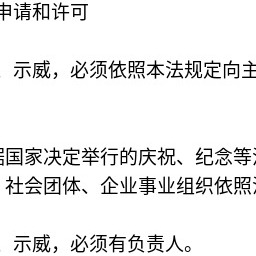 申请和许可
、示威，必须依照本法规定向主
国家决定举行的庆祝、纪念等
、社会团体、企业事业组织依照
、示威，必须有负责人。